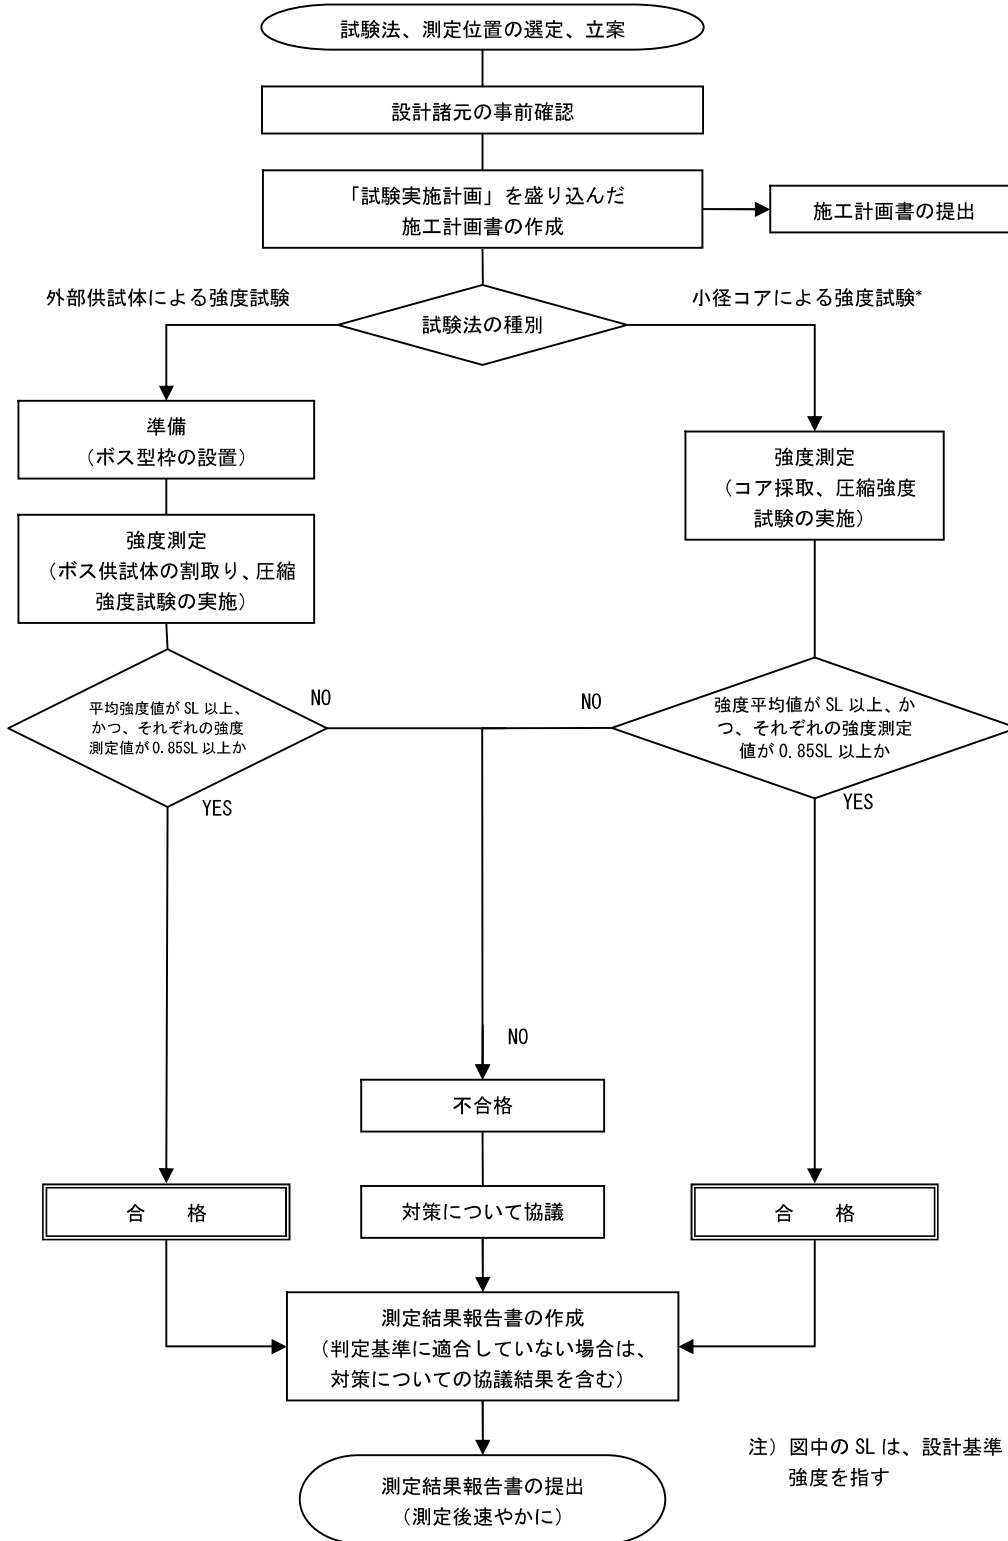 試験法、測定位置の選定、立案
設計諸元の事前確認
「試験実施計画」を盛り込んだ
施工計画書の作成
施工計画書の提出
外部供試体による強度試験
小径コアによる強度試験*
試験法の種別
準備
（ボス型枠の設置）
強度測定
（ボス供試体の割取り、圧縮
強度試験の実施）
強度測定
（コア採取、圧縮強度
試験の実施）
平均強度値が SL 以上、
かつ、それぞれの強度
測定値が 0.85SL 以上か
NO
YES
NO
強度平均値が SL 以上、か
つ、それぞれの強度測定
値が 0.85SL 以上か
YES
NO
不合格
合　　格
対策について協議
合　　格
測定結果報告書の作成
（判定基準に適合していない場合は、
対策についての協議結果を含む）
測定結果報告書の提出
（測定後速やかに）
注）図中の SL は、設計基準
強度を指す